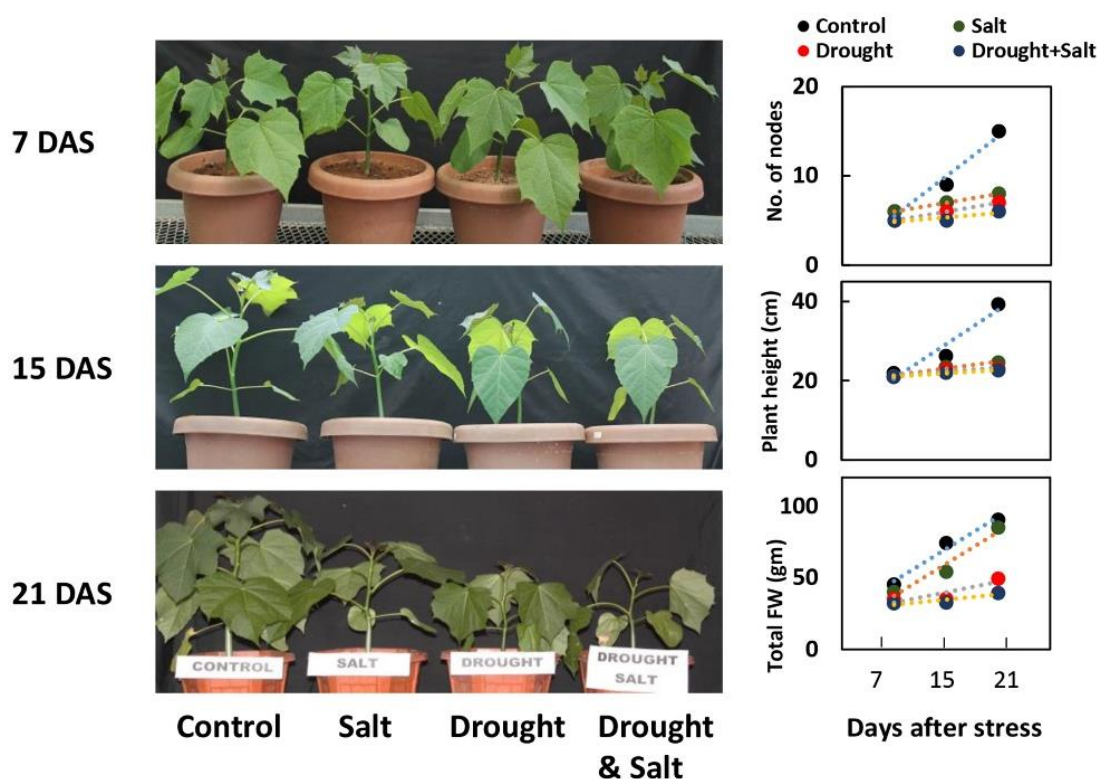 Control
Salt
Drought
Drought+Salt
7 DAS
20
10
0
No. of nodes
15 DAS
40
20
0
Plant height (cm)
21 DAS
100
50
0
Total FW (gm)
CONTROL
SALT
DROUGHT
DROUGHT
SALT
7
15
21
Control
Salt
Drought
Drought
& Salt
Days after stress